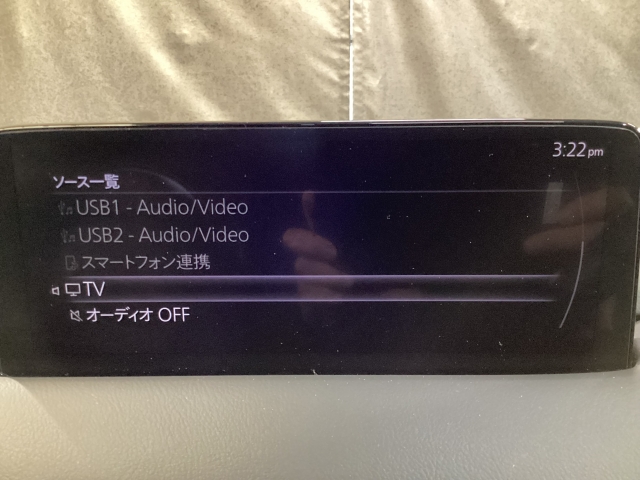 3:22pm
ソース一覧
USB1 - Audio/Video
USB2 - Audio/Video
スマートフォン連携
TV
オーディオ OFF